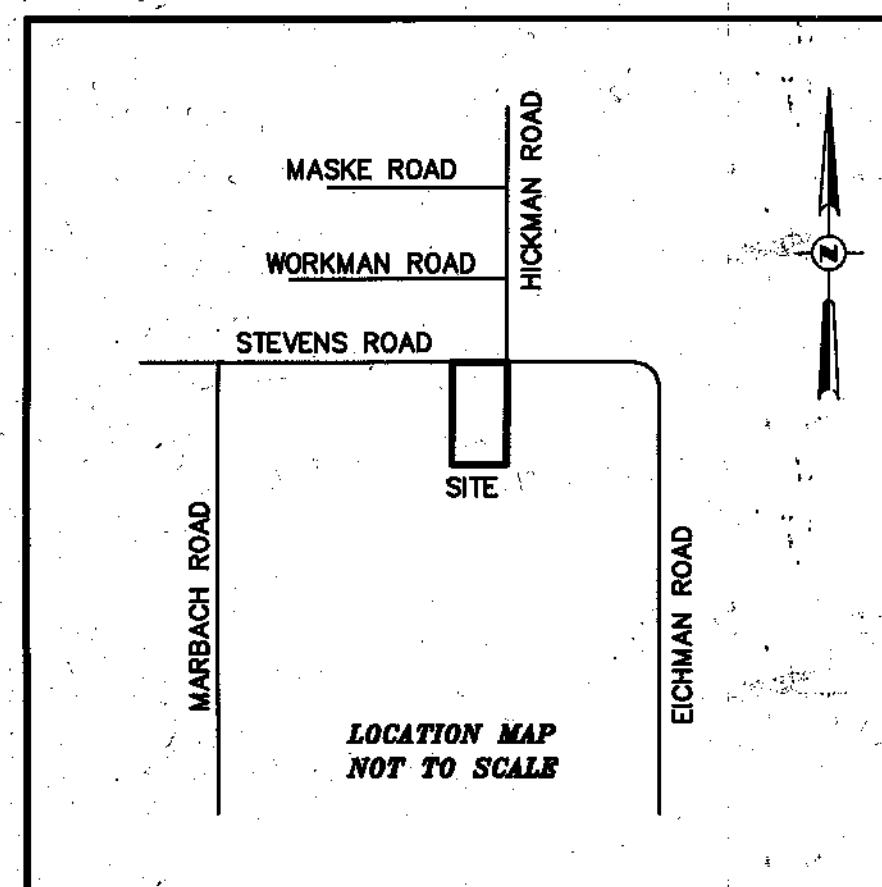 MASKE ROAD
HICKMAN ROAD
WORKMAN ROAD
STEVENS ROAD
SITE
MARBACH ROAD
EICHMAN ROAD
LOCATION MAP
NOT TO SCALE
N